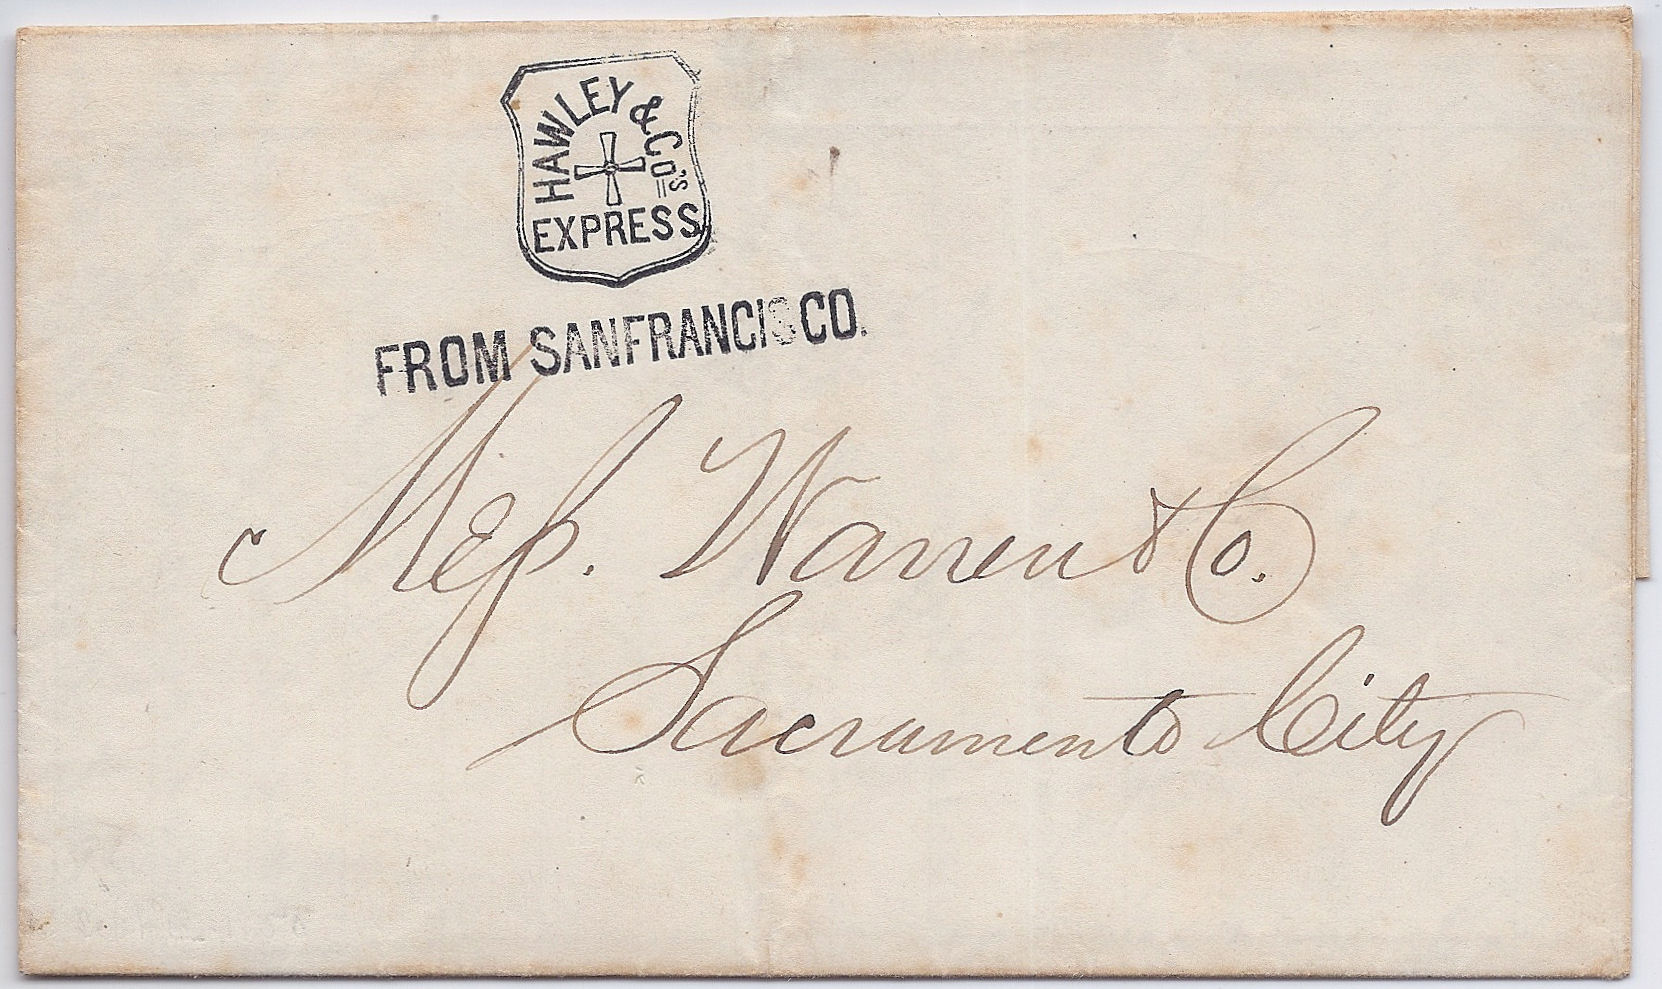 HAWLEY & CO'S
EXPRESS
FROM SANFRANCISCO.
Mess. Warren & Co.
Sacramento City